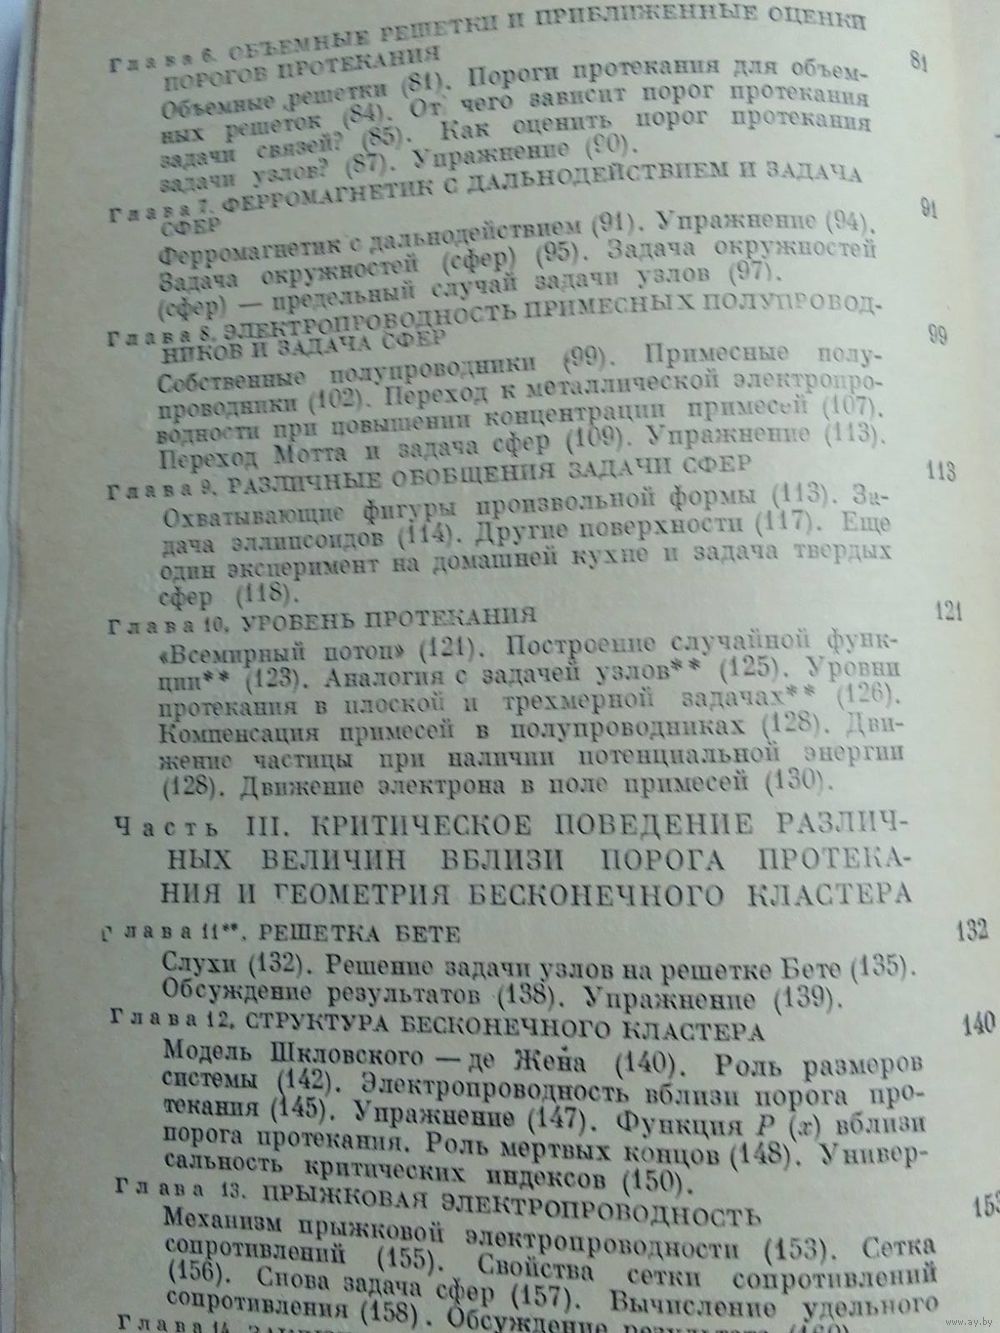 Глава 6. ОБЪЕМНЫЕ РЕШЕТКИ И ПРИБЛИЖЕННЫЕ ОЦЕНКИ
ПОРОГОВ ПРОТЕКАНИЯ 81
Объемные решетки (81). Пороги протекания для объем-
ных решеток (84). От чего зависит порог протекания
задачи связей? (85). Как оценить порог протекания
задачи узлов? (87). Упражнение (90).
Глава 7. ФЕРРОМАГНЕТИК С ДАЛЬНОДЕЙСТВИЕМ И ЗАДАЧА
СФЕР 91
Ферромагнетик с дальнодействием (91). Упражнение (94).
Задача окружностей (сфер) (95). Задача окружностей
(сфер) — предельный случай задачи узлов (97).
Глава 8. ЭЛЕКТРОПРОВОДНОСТЬ ПРИМЕСНЫХ ПОЛУПРОВОД-
НИКОВ И ЗАДАЧА СФЕР 99
Собственные полупроводники (99). Примесные полу-
проводники (102). Переход к металлической электропро-
водности при повышении концентрации примесей (107).
Переход Мотта и задача сфер (109). Упражнение (113).
Глава 9. РАЗЛИЧНЫЕ ОБОБЩЕНИЯ ЗАДАЧИ СФЕР 113
Охватывающие фигуры произвольной формы (113). За-
дача эллипсоидов (114). Другие поверхности (117). Еще
один эксперимент на домашней кухне и задача твердых
сфер (118).
Глава 10. УРОВЕНЬ ПРОТЕКАНИЯ 121
«Всемирный потоп» (121). Построение случайной функ-
ции** (123). Аналогия с задачей узлов** (125). Уровни
протекания в плоской и трехмерной задачах** (126).
Компенсация примесей в полупроводниках (128). Дви-
жение частицы при наличии потенциальной энергии
(128). Движение электрона в поле примесей (130).
Часть III. КРИТИЧЕСКОЕ ПОВЕДЕНИЕ РАЗЛИЧ-
НЫХ ВЕЛИЧИН ВБЛИЗИ ПОРОГА ПРОТЕКА-
НИЯ И ГЕОМЕТРИЯ БЕСКОНЕЧНОГО КЛАСТЕРА
Глава 11**. РЕШЕТКА БЕТЕ 132
Слухи (132). Решение задачи узлов на решетке Бете (135).
Обсуждение результатов (138). Упражнение (139).
Глава 12. СТРУКТУРА БЕСКОНЕЧНОГО КЛАСТЕРА 140
Модель Шкловского — де Жена (140). Роль размеров
системы (142). Электропроводность вблизи порога про-
текания (145). Упражнение (147). Функция P (x) вблизи
порога протекания. Роль мертвых концов (148). Универ-
сальность критических индексов (150).
Глава 13. ПРЫЖКОВАЯ ЭЛЕКТРОПРОВОДНОСТЬ 153
Механизм прыжковой электропроводности (153). Сетка
сопротивлений (155). Свойства сетки сопротивлений
(156). Снова задача сфер (157). Вычисление удельного
сопротивления (158). Обсуждение результата (160).
Глава 14.
www.ay.by